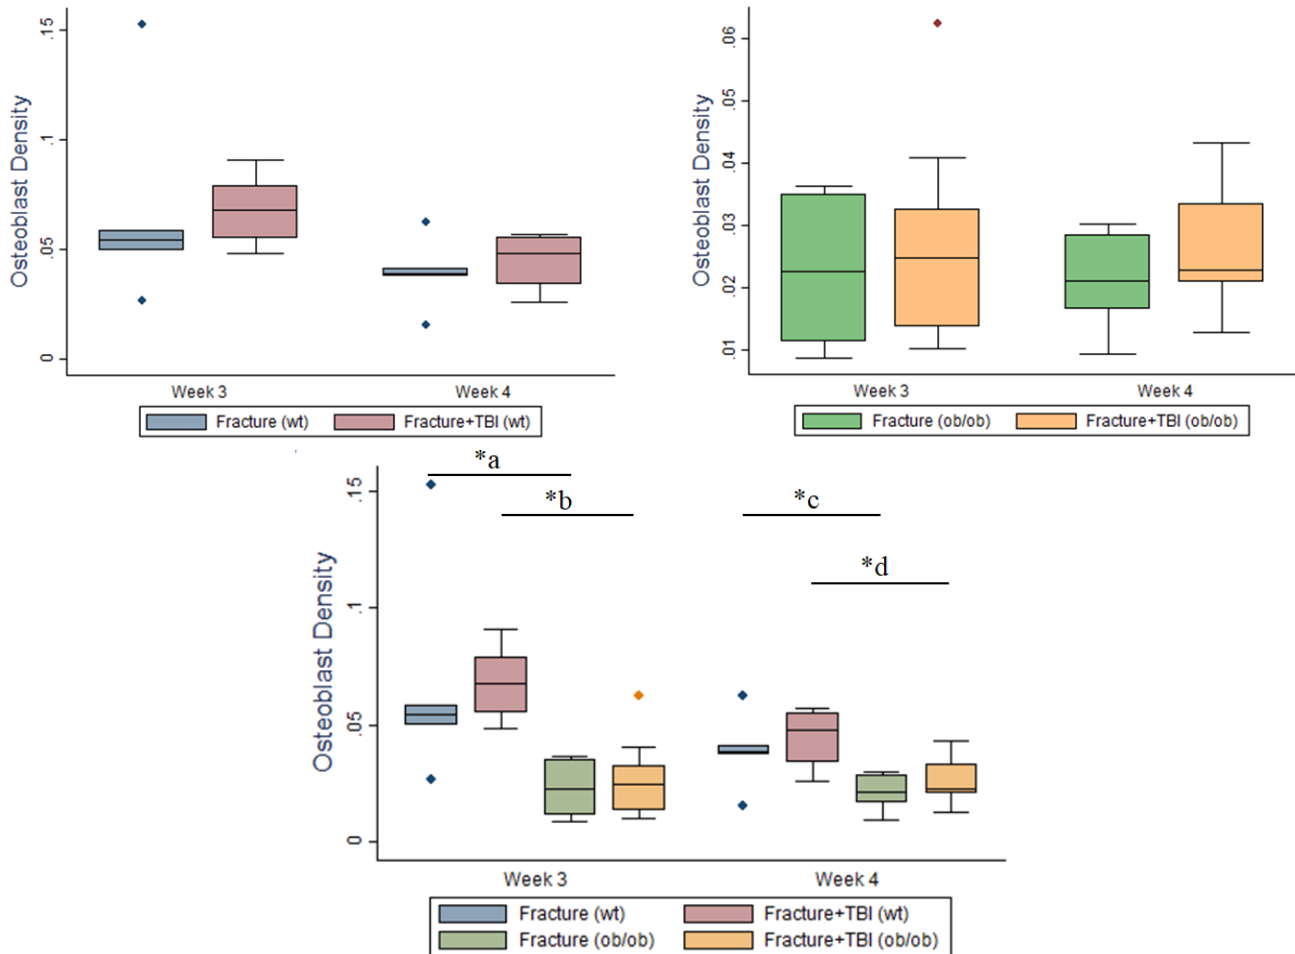 Osteoblast Density
.15
.1
.05
0
Week 3
Week 4
Fracture (wt)
Fracture+TBI (wt)
Osteoblast Density
.06
.05
.04
.03
.02
.01
Week 3
Week 4
Fracture (ob/ob)
Fracture+TBI (ob/ob)
*a
*b
*c
*d
Osteoblast Density
.15
.1
.05
0
Week 3
Week 4
Fracture (wt)
Fracture+TBI (wt)
Fracture (ob/ob)
Fracture+TBI (ob/ob)